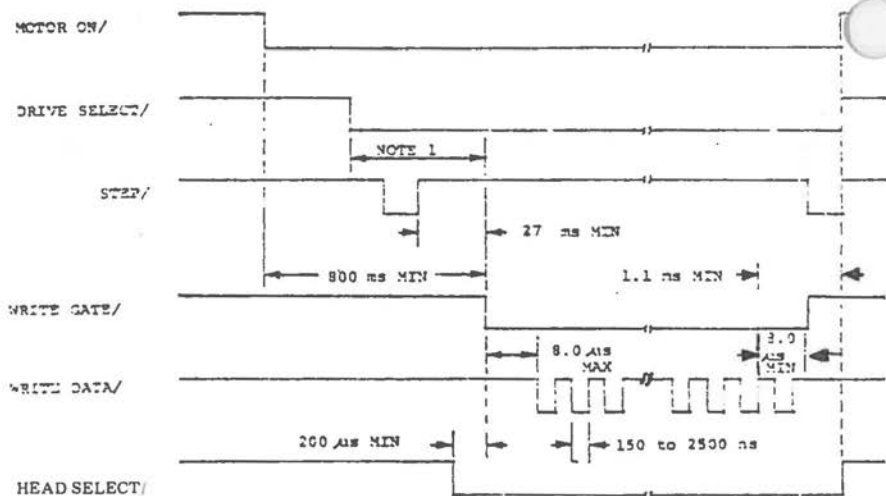 MOTOR ON/
DRIVE SELECT/
NOTE 1
STEP/
27 ms MIN
800 ms MIN
1.1 ms MIN
WRITE GATE/
8.0 µs
MAX
8.0
µs
MIN
WRITE DATA/
200 µs MIN
150 to 2500 ns
HEAD SELECT/